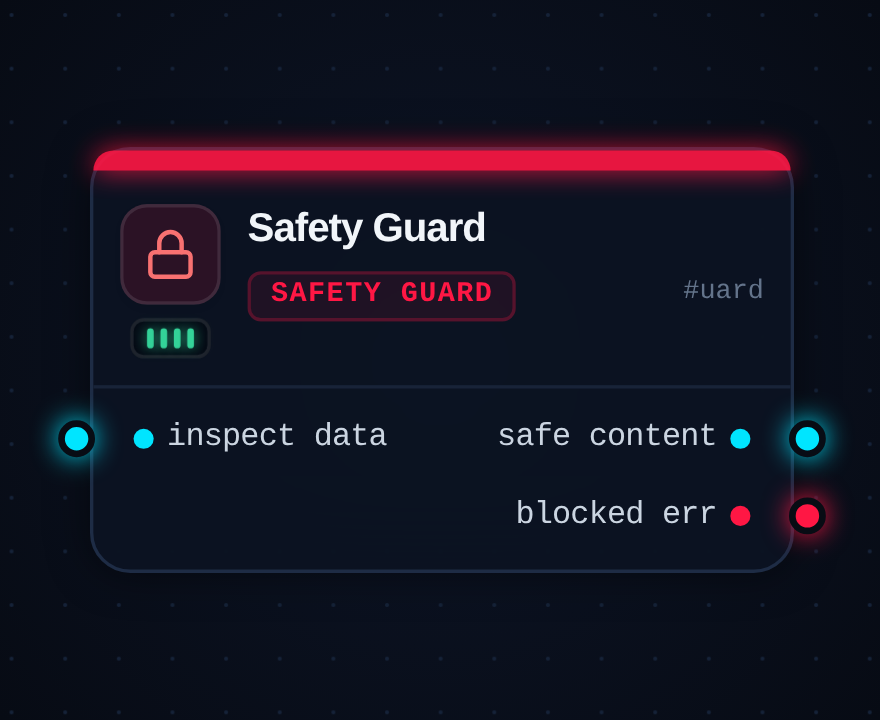 Safety Guard
SAFETY GUARD
#uard
inspect data
safe content
blocked err